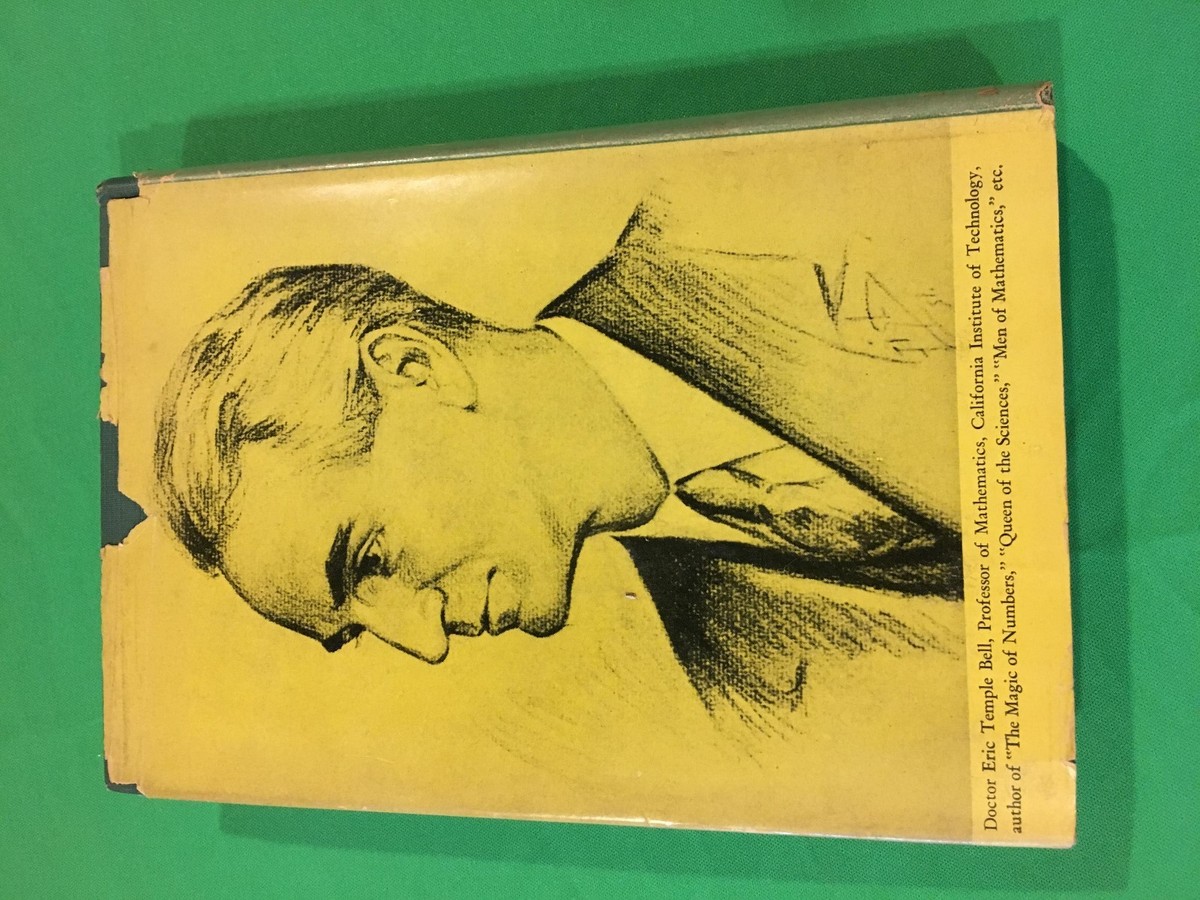 Doctor Eric Temple Bell, Professor of Mathematics, California Institute of Technology,
author of “The Magic of Numbers,” “Queen of the Sciences,” “Men of Mathematics,” etc.